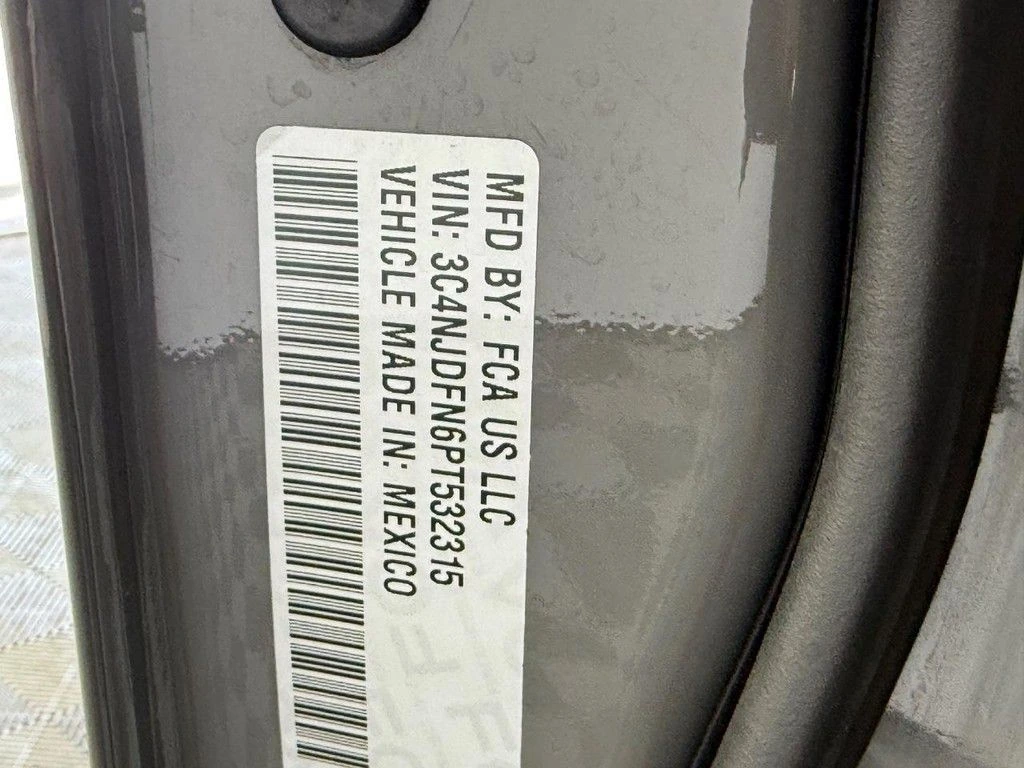 MFD BY: FCA US LLC
VIN: 3C4NJDFN6PT532315
VEHICLE MADE IN: MEXICO